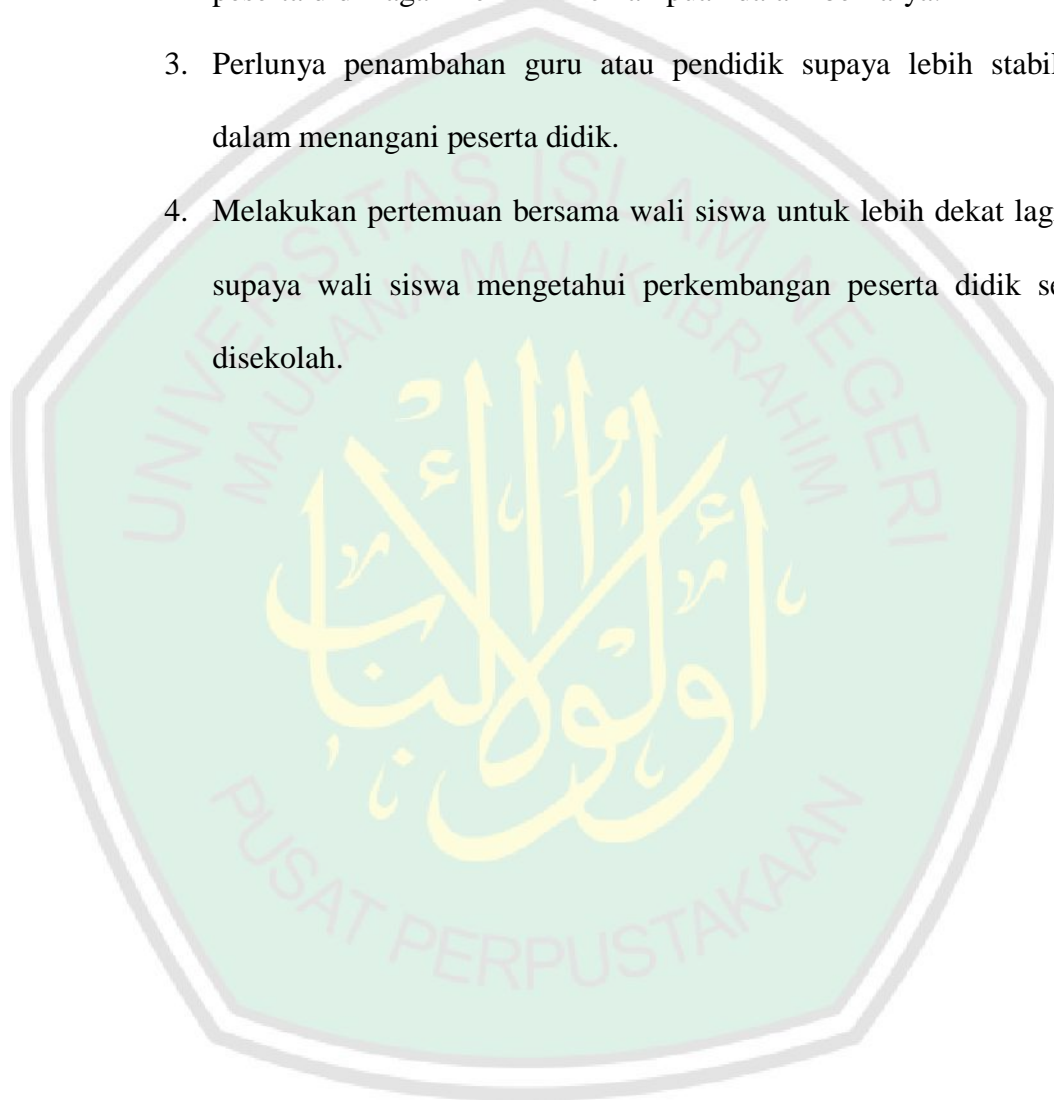 3. Perlunya penambahan guru atau pendidik supaya lebih stabil
dalam menangani peserta didik.
4. Melakukan pertemuan bersama wali siswa untuk lebih dekat
supaya wali siswa mengetahui perkembangan peserta didik
disekolah.
UNIVERSITAS ISLAM NEGERI
MAULANA MALIK IBRAHIM
أولوا الألباب
PUSAT PERPUSTAKAAN